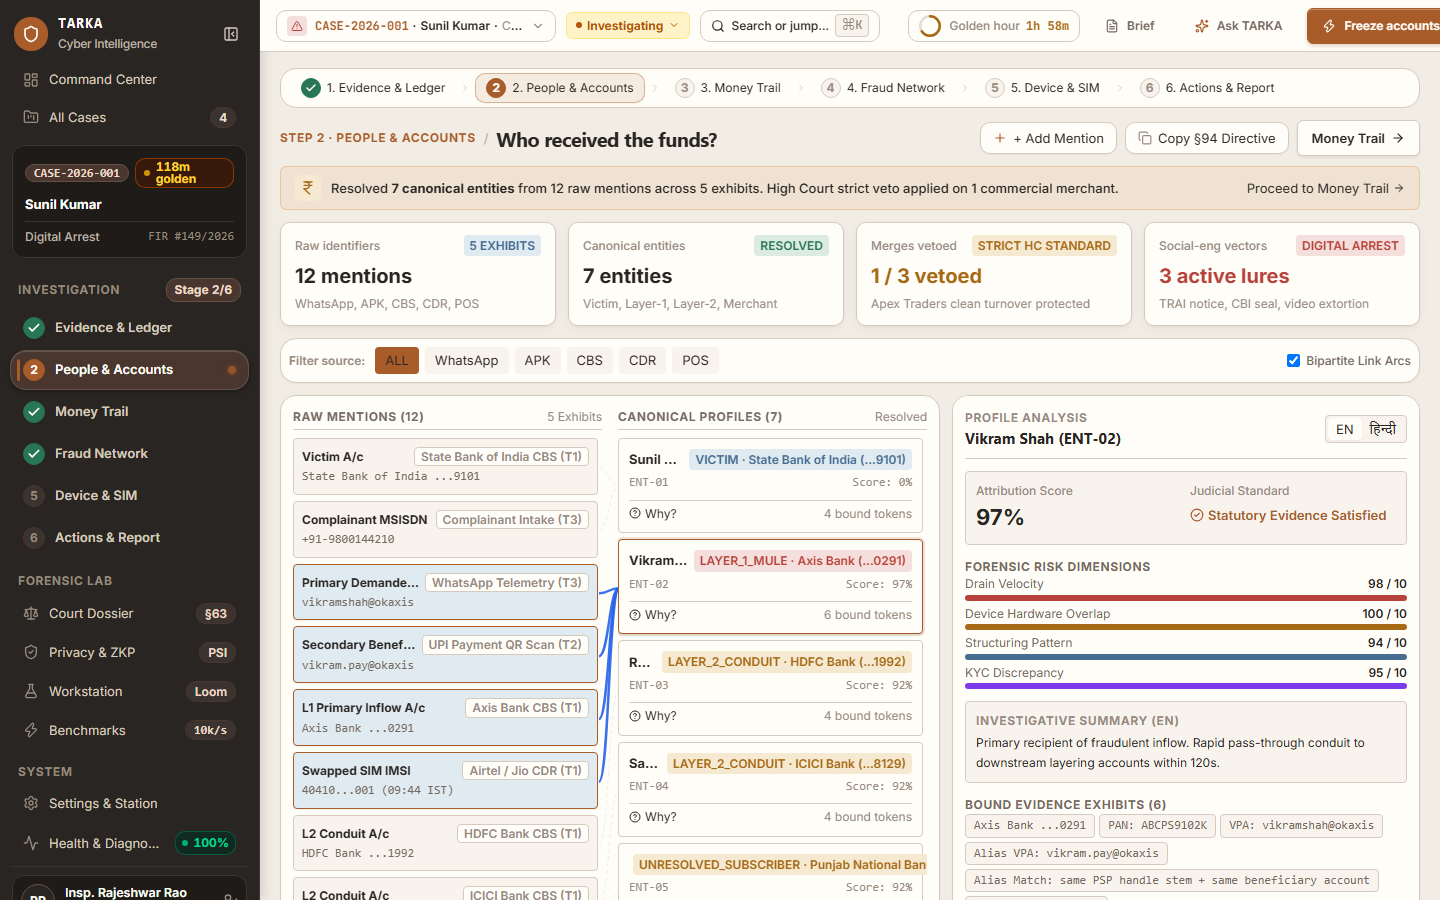 TARKA
Cyber Intelligence
Command Center
All Cases
4
CASE-2026-001
118m golden
Sunil Kumar
Digital Arrest
FIR #149/2026
INVESTIGATION
Stage 2/6
Evidence & Ledger
2
People & Accounts
Money Trail
Fraud Network
5
Device & SIM
6
Actions & Report
FORENSIC LAB
Court Dossier
§63
Privacy & ZKP
PSI
Workstation
Loom
Benchmarks
10k/s
SYSTEM
Settings & Station
Health & Diagno...
100%
Insp. Rajeshwar Rao
CASE-2026-001 · Sunil Kumar · C...
Investigating
Search or jump...
⌘K
Golden hour 1h 58m
Brief
Ask TARKA
Freeze accounts
1. Evidence & Ledger
2
2. People & Accounts
3
3. Money Trail
4
4. Fraud Network
5
5. Device & SIM
6
6. Actions & Report
STEP 2 · PEOPLE & ACCOUNTS / Who received the funds?
+ Add Mention
Copy §94 Directive
Money Trail →
₹
Resolved 7 canonical entities from 12 raw mentions across 5 exhibits. High Court strict veto applied on 1 commercial merchant.
Proceed to Money Trail →
Raw identifiers
5 EXHIBITS
12 mentions
WhatsApp, APK, CBS, CDR, POS
Canonical entities
RESOLVED
7 entities
Victim, Layer-1, Layer-2, Merchant
Merges vetoed
STRICT HC STANDARD
1 / 3 vetoed
Apex Traders clean turnover protected
Social-eng vectors
DIGITAL ARREST
3 active lures
TRAI notice, CBI seal, video extortion
Filter source:
ALL
WhatsApp
APK
CBS
CDR
POS
Bipartite Link Arcs
RAW MENTIONS (12)
5 Exhibits
Victim A/c
State Bank of India CBS (T1)
State Bank of India ...9101
Complainant MSISDN
Complainant Intake (T3)
+91-9800144210
Primary Demande...
WhatsApp Telemetry (T3)
vikramshah@okaxis
Secondary Benef...
UPI Payment QR Scan (T2)
vikram.pay@okaxis
L1 Primary Inflow A/c
Axis Bank CBS (T1)
Axis Bank ...0291
Swapped SIM IMSI
Airtel / Jio CDR (T1)
40410...001 (09:44 IST)
L2 Conduit A/c
HDFC Bank CBS (T1)
HDFC Bank ...1992
L2 Conduit A/c
ICICI Bank CBS (T1)
CANONICAL PROFILES (7)
Resolved
Sunil ...
VICTIM · State Bank of India (...9101)
ENT-01
Score: 0%
Why?
4 bound tokens
Vikram...
LAYER_1_MULE · Axis Bank (...0291)
ENT-02
Score: 97%
Why?
6 bound tokens
R...
LAYER_2_CONDUIT · HDFC Bank (...1992)
ENT-03
Score: 92%
Why?
4 bound tokens
Sa...
LAYER_2_CONDUIT · ICICI Bank (...8129)
ENT-04
Score: 92%
Why?
4 bound tokens
UNRESOLVED_SUBSCRIBER · Punjab National Ban
ENT-05
Score: 92%
PROFILE ANALYSIS
Vikram Shah (ENT-02)
EN
हिन्दी
Attribution Score
97%
Judicial Standard
Statutory Evidence Satisfied
FORENSIC RISK DIMENSIONS
Drain Velocity
98 / 10
Device Hardware Overlap
100 / 10
Structuring Pattern
94 / 10
KYC Discrepancy
95 / 10
INVESTIGATIVE SUMMARY (EN)
Primary recipient of fraudulent inflow. Rapid pass-through conduit to
downstream layering accounts within 120s.
BOUND EVIDENCE EXHIBITS (6)
Axis Bank ...0291
PAN: ABCPS9102K
VPA: vikramshah@okaxis
Alias VPA: vikram.pay@okaxis
Alias Match: same PSP handle stem + same beneficiary account